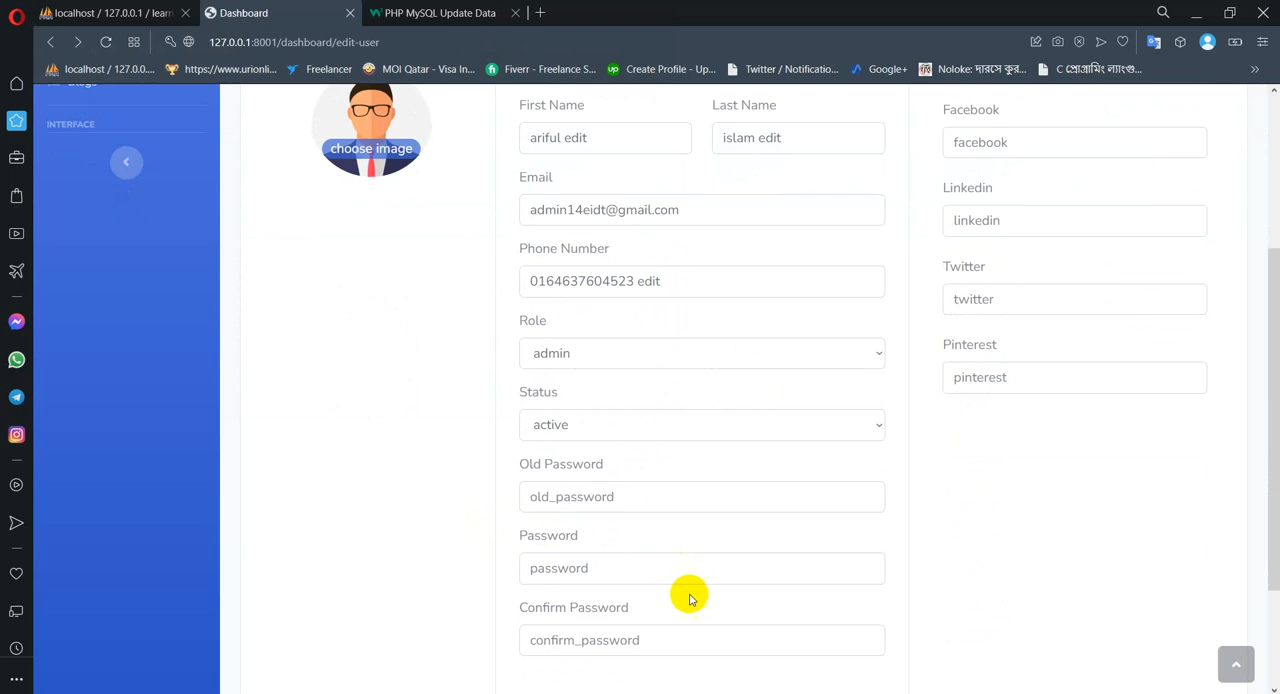 localhost / 127.0.0.1 / learn
Dashboard
PHP MySQL Update Data
127.0.0.1:8001/dashboard/edit-user
localhost / 127.0.0....
https://www.urionli...
Freelancer
MOI Qatar - Visa In...
Fiverr - Freelance S...
Create Profile - Up...
Twitter / Notificatio...
Google+
Noloke: দারসে কুর...
C প্রোগ্রামিং ল্যাংগু...
INTERFACE
choose image
First Name
Last Name
ariful edit
islam edit
Email
admin14eidt@gmail.com
Phone Number
0164637604523 edit
Role
admin
Status
active
Old Password
old_password
Password
password
Confirm Password
confirm_password
Facebook
facebook
Linkedin
linkedin
Twitter
twitter
Pinterest
pinterest